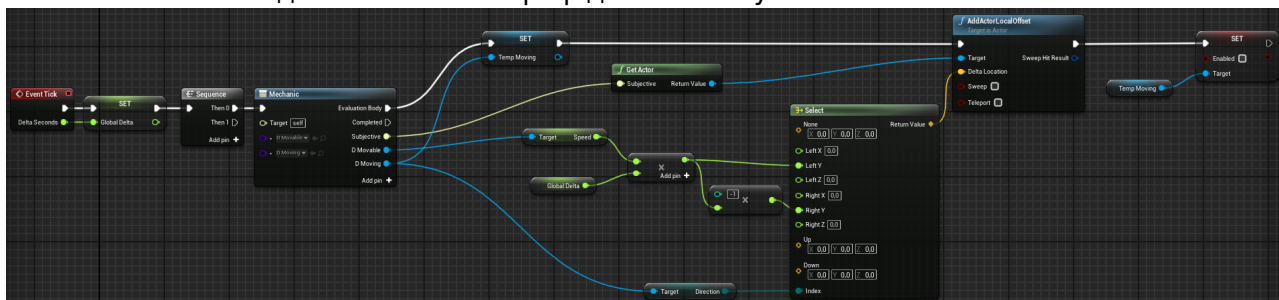 SET
Temp Moving
AddActorLocalOffset
Target is Actor
Target
Sweep Hit Result
Delta Location
Sweep
Teleport
SET
Enabled
Target
Temp Moving
Get Actor
Subjective Return Value
Event Tick
Delta Seconds
SET
Global Delta
Sequence
Then 0
Then 1
Add pin +
Mechanic
Evaluation Body
Target self
Completed
Subjective
D Movable
D Movable
D Moving
D Moving
Add pin +
Target Speed
Global Delta
x
Add pin +
-1
x
Select
None
Return Value
X 0,0 Y 0,0 Z 0,0
Left X 0,0
Left Y
Left Z 0,0
Right X 0,0
Right Y
Right Z 0,0
Up
X 0,0 Y 0,0 Z 0,0
Down
X 0,0 Y 0,0 Z 0,0
Index
Target Direction